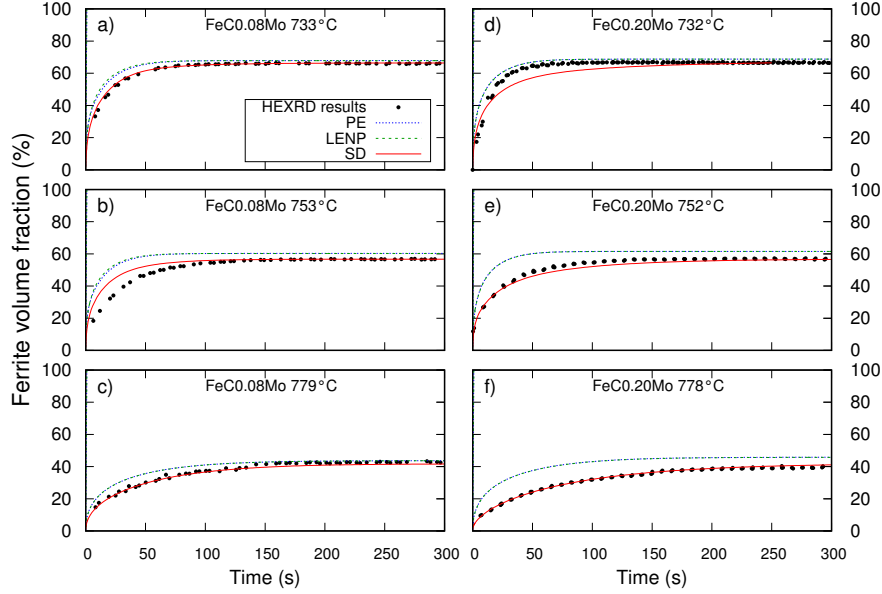 a) FeC0.08Mo 733°C
100
80
60
40
20
0
HEXRD results
PE
LENP
SD
d) FeC0.20Mo 732°C
100
80
60
40
20
0
b) FeC0.08Mo 753°C
100
80
60
40
20
0
e) FeC0.20Mo 752°C
100
80
60
40
20
0
c) FeC0.08Mo 779°C
100
80
60
40
20
0
f) FeC0.20Mo 778°C
100
80
60
40
20
0
Ferrite volume fraction (%)
0 50 100 150 200 250 300
0 50 100 150 200 250 300
Time (s)
Time (s)